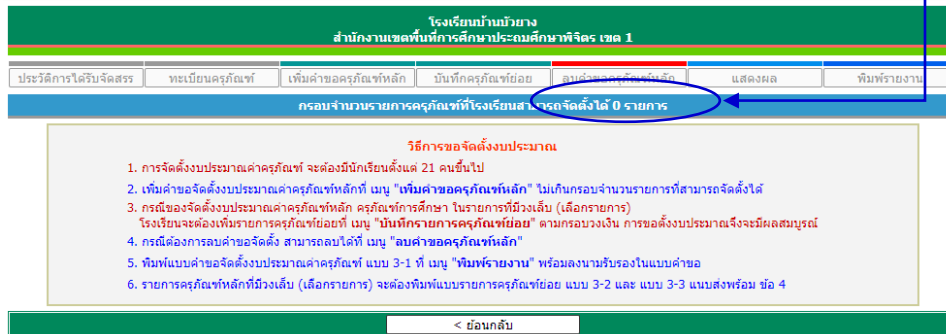 โรงเรียนบ้านบัวยาง
สำนักงานเขตพื้นที่การศึกษาประถมศึกษาพิจิตร เขต 1
ประวัติการได้รับจัดสรร ทะเบียนครุภัณฑ์ เพิ่มคำขอครุภัณฑ์หลัก บันทึกครุภัณฑ์ย่อย ลบคำขอครุภัณฑ์หลัก แสดงผล พิมพ์รายงาน
กรอบจำนวนรายการครุภัณฑ์ที่โรงเรียนสามารถจัดตั้งได้ 0 รายการ
วิธีการขอจัดตั้งงบประมาณ
1. การจัดตั้งงบประมาณค่าครุภัณฑ์ จะต้องมีนักเรียนตั้งแต่ 21 คนขึ้นไป
2. เพิ่มคำขอจัดตั้งงบประมาณค่าครุภัณฑ์หลักที่ เมนู "เพิ่มคำขอครุภัณฑ์หลัก" ไม่เกินกรอบจำนวนรายการที่สามารถจัดตั้งได้
3. กรณีของจัดตั้งงบประมาณค่าครุภัณฑ์หลัก ครุภัณฑ์การศึกษา ในรายการที่มีวงเล็บ (เลือกรายการ)
โรงเรียนจะต้องเพิ่มรายการครุภัณฑ์ย่อยที่ เมนู "บันทึกรายการครุภัณฑ์ย่อย" ตามกรอบวงเงิน การขอตั้งงบประมาณจึงจะมีผลสมบูรณ์
4. กรณีต้องการลบคำขอจัดตั้ง สามารถลบได้ที่ เมนู "ลบคำขอครุภัณฑ์หลัก"
5. พิมพ์แบบคำขอจัดตั้งงบประมาณค่าครุภัณฑ์ แบบ 3-1 ที่ เมนู "พิมพ์รายงาน" พร้อมลงนามรับรองในแบบคำขอ
6. รายการครุภัณฑ์หลักที่มีวงเล็บ (เลือกรายการ) จะต้องพิมพ์แบบรายการครุภัณฑ์ย่อย แบบ 3-2 และ แบบ 3-3 แนบส่งพร้อม ข้อ 4
< ย้อนกลับ